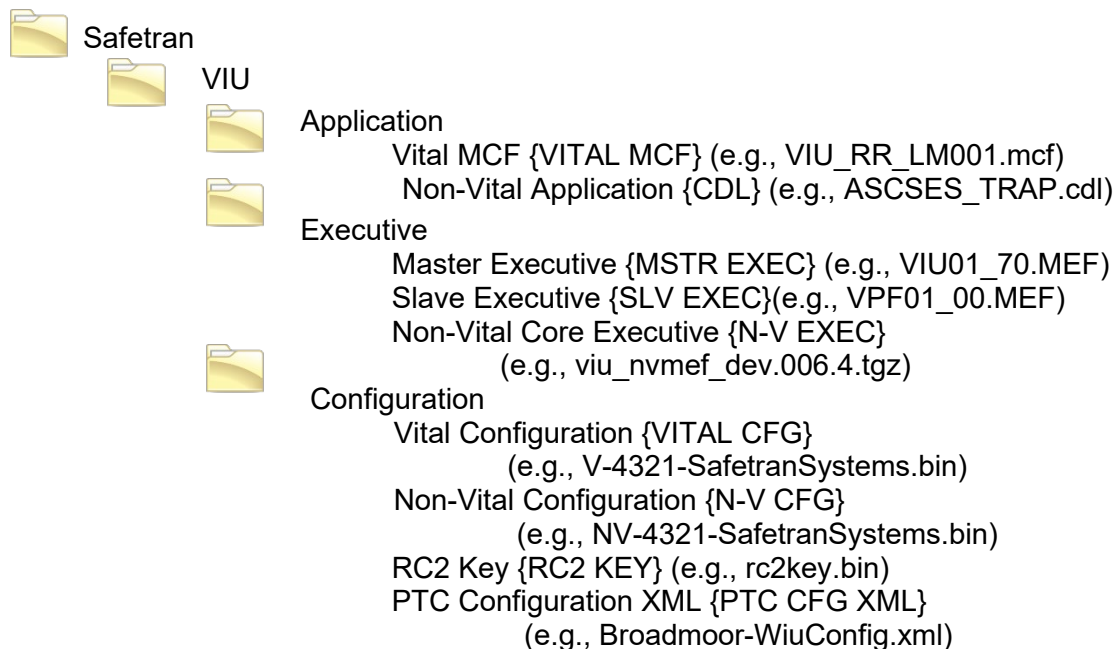 Safetran
VIU
Application
Vital MCF {VITAL MCF} (e.g., VIU_RR_LM001.mcf)
Non-Vital Application {CDL} (e.g., ASCSES_TRAP.cdl)
Executive
Master Executive {MSTR EXEC} (e.g., VIU01_70.MEF)
Slave Executive {SLV EXEC}(e.g., VPF01_00.MEF)
Non-Vital Core Executive {N-V EXEC}
(e.g., viu_nvmef_dev.006.4.tgz)
Configuration
Vital Configuration {VITAL CFG}
(e.g., V-4321-SafetranSystems.bin)
Non-Vital Configuration {N-V CFG}
(e.g., NV-4321-SafetranSystems.bin)
RC2 Key {RC2 KEY} (e.g., rc2key.bin)
PTC Configuration XML {PTC CFG XML}
(e.g., Broadmoor-WiuConfig.xml)